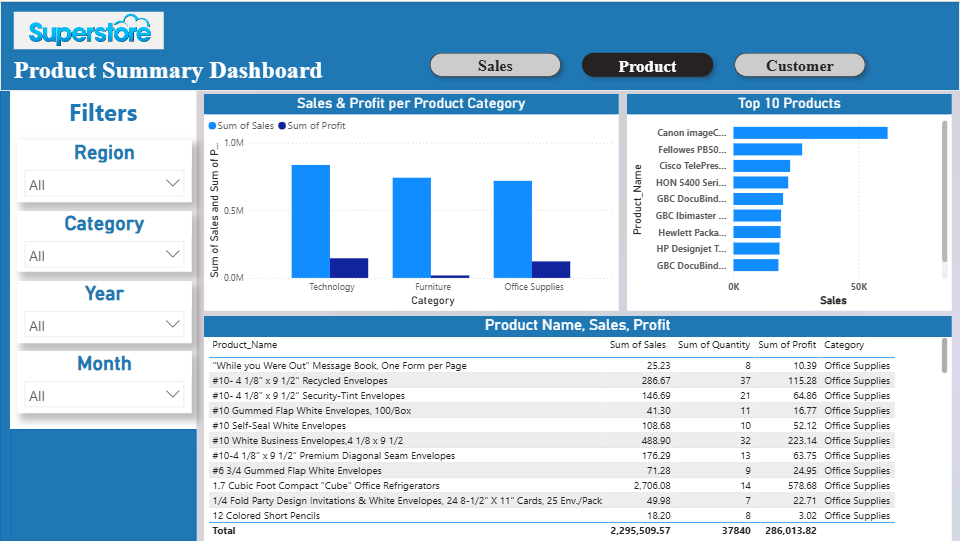 Superstore
Product Summary Dashboard
Sales
Product
Customer
Filters
Region
All
Category
All
Year
All
Month
All
Sales & Profit per Product Category
Sum of Sales Sum of Profit
Sum of Sales and Sum of P...
1.0M
0.5M
0.0M
Technology Furniture Office Supplies
Category
Top 10 Products
Product_Name
Canon imageC...
Fellowes PB50...
Cisco TelePres...
HON 5400 Seri...
GBC DocuBind...
GBC Ibimaster ...
Hewlett Packa...
HP Designjet T...
GBC DocuBind...
0K 50K
Sales
Product Name, Sales, Profit
Product_Name Sum of Sales Sum of Quantity Sum of Profit Category
"While you Were Out" Message Book, One Form per Page 25.23 8 10.39 Office Supplies
#10- 4 1/8" x 9 1/2" Recycled Envelopes 286.67 37 115.28 Office Supplies
#10- 4 1/8" x 9 1/2" Security-Tint Envelopes 146.69 21 64.86 Office Supplies
#10 Gummed Flap White Envelopes, 100/Box 41.30 11 16.77 Office Supplies
#10 Self-Seal White Envelopes 108.68 10 52.12 Office Supplies
#10 White Business Envelopes,4 1/8 x 9 1/2 488.90 32 223.14 Office Supplies
#10-4 1/8" x 9 1/2" Premium Diagonal Seam Envelopes 176.29 13 63.75 Office Supplies
#6 3/4 Gummed Flap White Envelopes 71.28 9 24.95 Office Supplies
1.7 Cubic Foot Compact "Cube" Office Refrigerators 2,706.08 14 578.68 Office Supplies
1/4 Fold Party Design Invitations & White Envelopes, 24 8-1/2" X 11" Cards, 25 Env./Pack 49.98 7 22.71 Office Supplies
12 Colored Short Pencils 18.20 8 3.02 Office Supplies
Total 2,295,509.57 37840 286,013.82